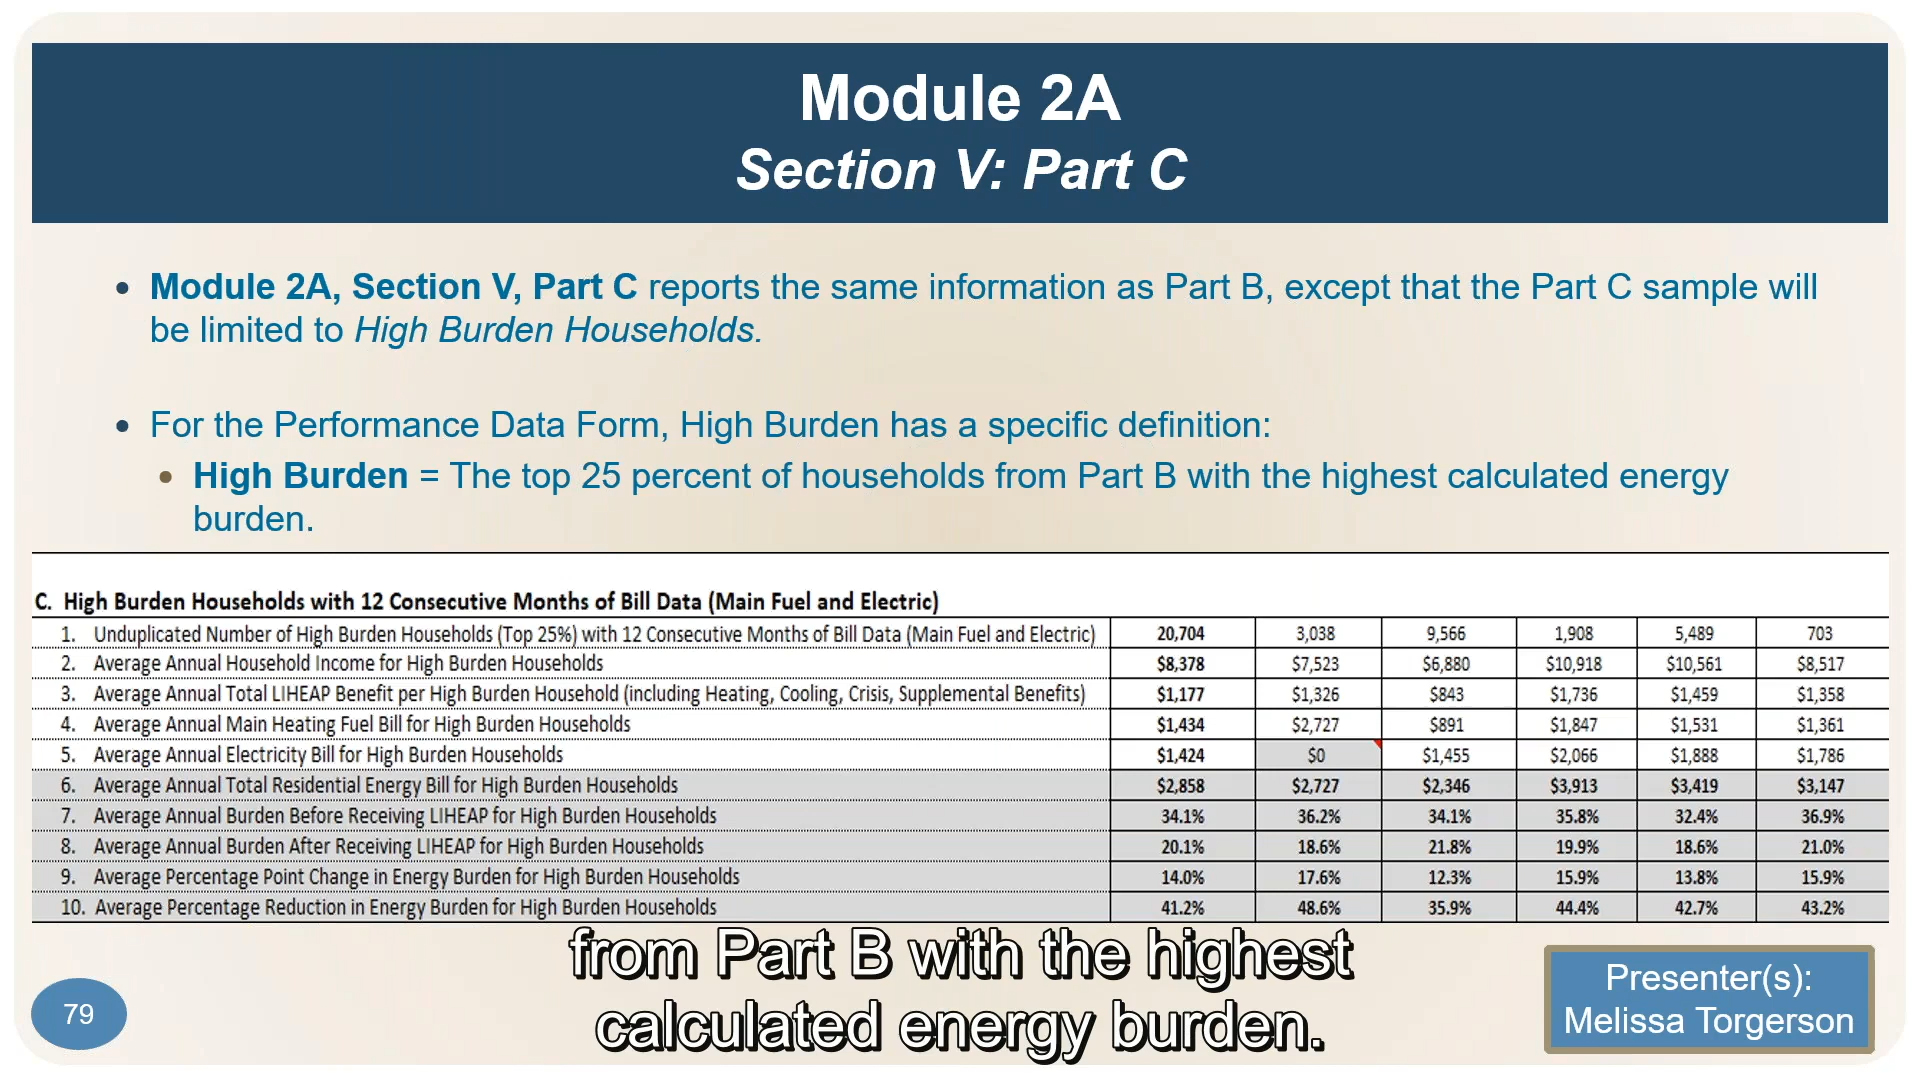 Module 2A
Section V: Part C
• Module 2A, Section V, Part C reports the same information as Part B, except that the Part C sample will
be limited to High Burden Households.
• For the Performance Data Form, High Burden has a specific definition:
• High Burden = The top 25 percent of households from Part B with the highest calculated energy
burden.
C. High Burden Households with 12 Consecutive Months of Bill Data (Main Fuel and Electric)
1. Unduplicated Number of High Burden Households (Top 25%) with 12 Consecutive Months of Bill Data (Main Fuel and Electric) 20,704 3,038 9,566 1,908 5,489 703
2. Average Annual Household Income for High Burden Households $8,378 $7,523 $6,880 $10,918 $10,561 $8,517
3. Average Annual Total LIHEAP Benefit per High Burden Household (including Heating, Cooling, Crisis, Supplemental Benefits) $1,177 $1,326 $843 $1,736 $1,459 $1,358
4. Average Annual Main Heating Fuel Bill for High Burden Households $1,434 $2,727 $891 $1,847 $1,531 $1,361
5. Average Annual Electricity Bill for High Burden Households $1,424 $0 $1,455 $2,066 $1,888 $1,786
6. Average Annual Total Residential Energy Bill for High Burden Households $2,858 $2,727 $2,346 $3,913 $3,419 $3,147
7. Average Annual Burden Before Receiving LIHEAP for High Burden Households 34.1% 36.2% 34.1% 35.8% 32.4% 36.9%
8. Average Annual Burden After Receiving LIHEAP for High Burden Households 20.1% 18.6% 21.8% 19.9% 18.6% 21.0%
9. Average Percentage Point Change in Energy Burden for High Burden Households 14.0% 17.6% 12.3% 15.9% 13.8% 15.9%
10. Average Percentage Reduction in Energy Burden for High Burden Households 41.2% 48.6% 35.9% 44.4% 42.7% 43.2%
from Part B with the highest
calculated energy burden.
79
Presenter(s):
Melissa Torgerson